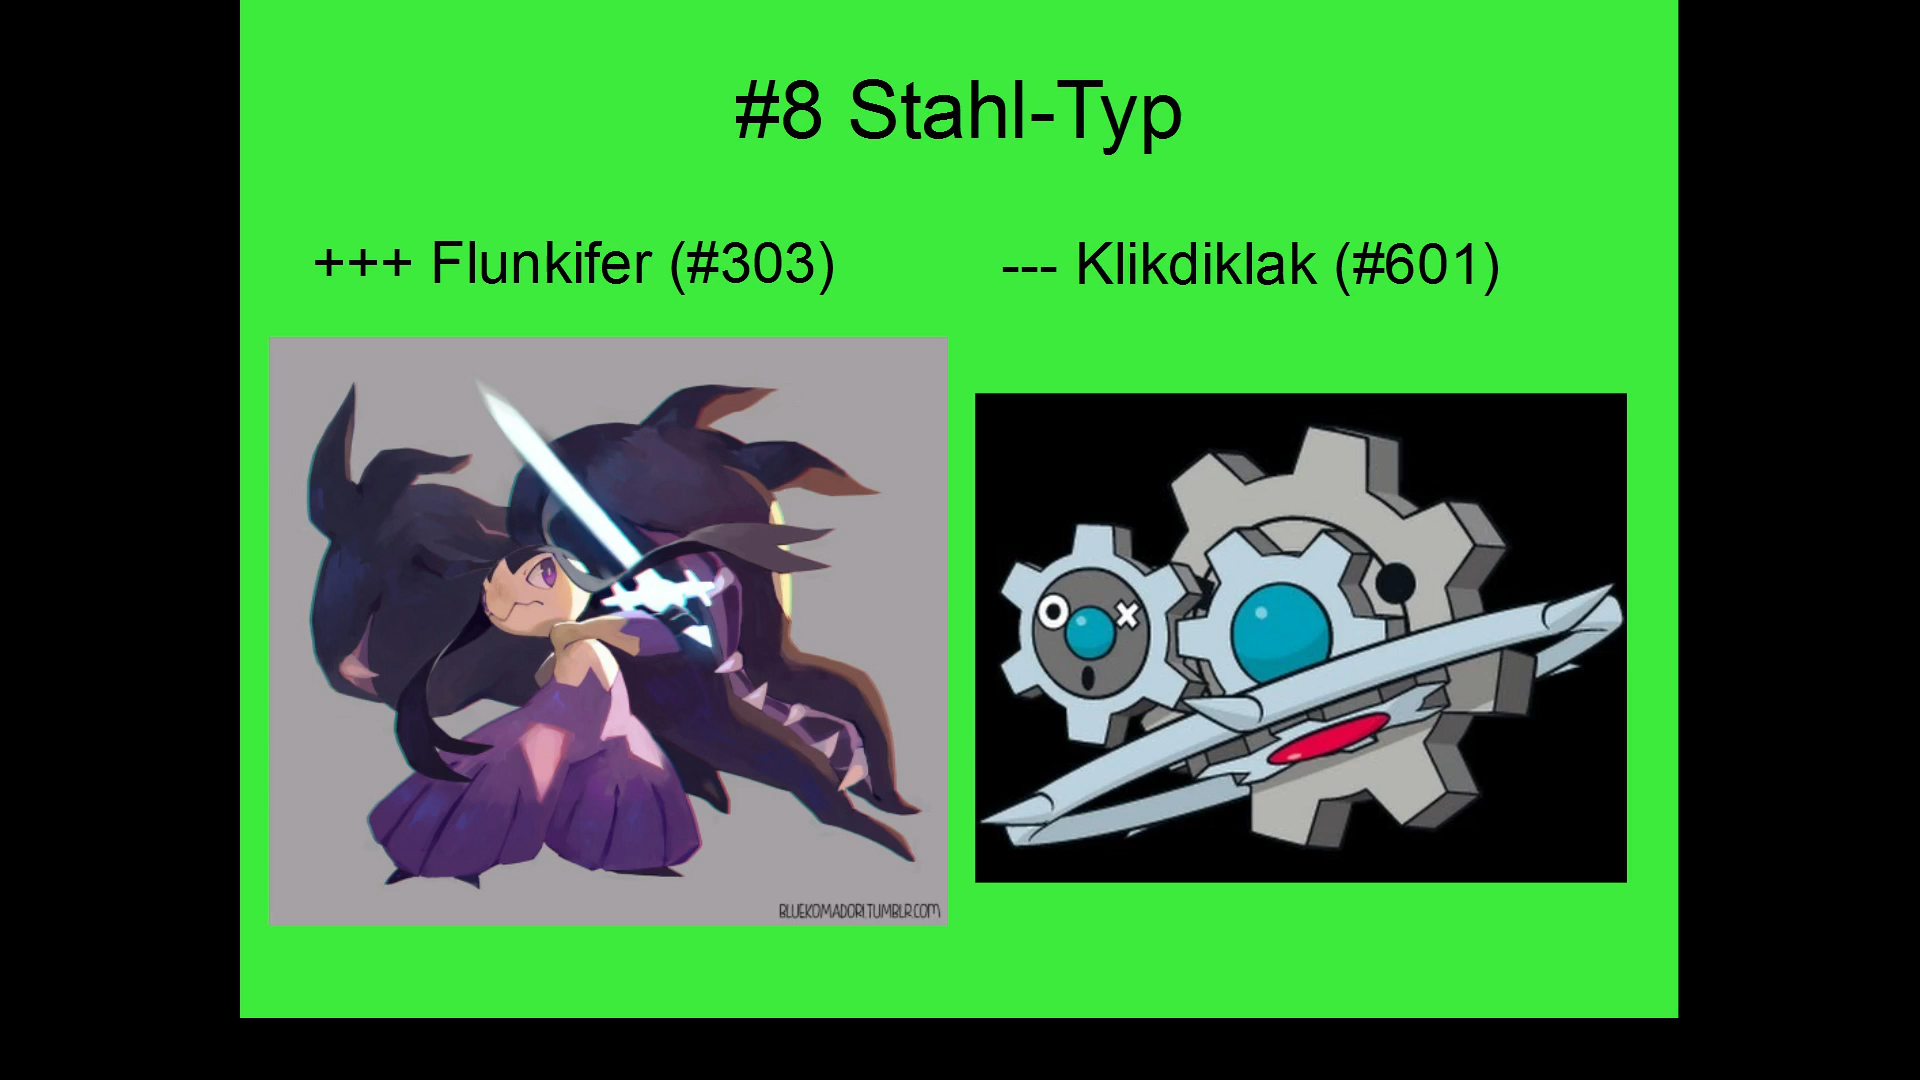 #8 Stahl-Typ
+++ Flunkifer (#303)
--- Klikdiklak (#601)
BLUEKOMADORI.TUMBLR.COM